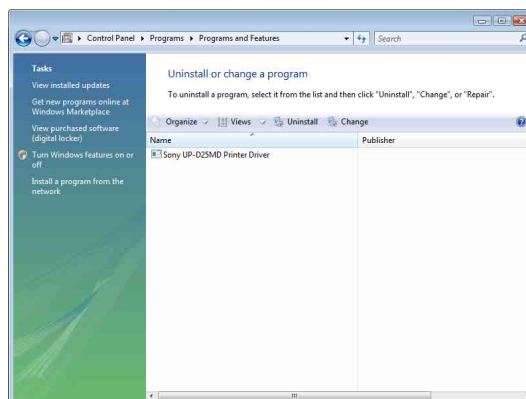 Control Panel ▸ Programs ▸ Programs and Features
Search
Tasks
View installed updates
Get new programs online at
Windows Marketplace
View purchased software
(digital locker)
Turn Windows features on or
off
Install a program from the
network
Uninstall or change a program
To uninstall a program, select it from the list and then click "Uninstall", "Change", or "Repair".
Organize Views Uninstall Change
Name Publisher
Sony UP-D25MD Printer Driver